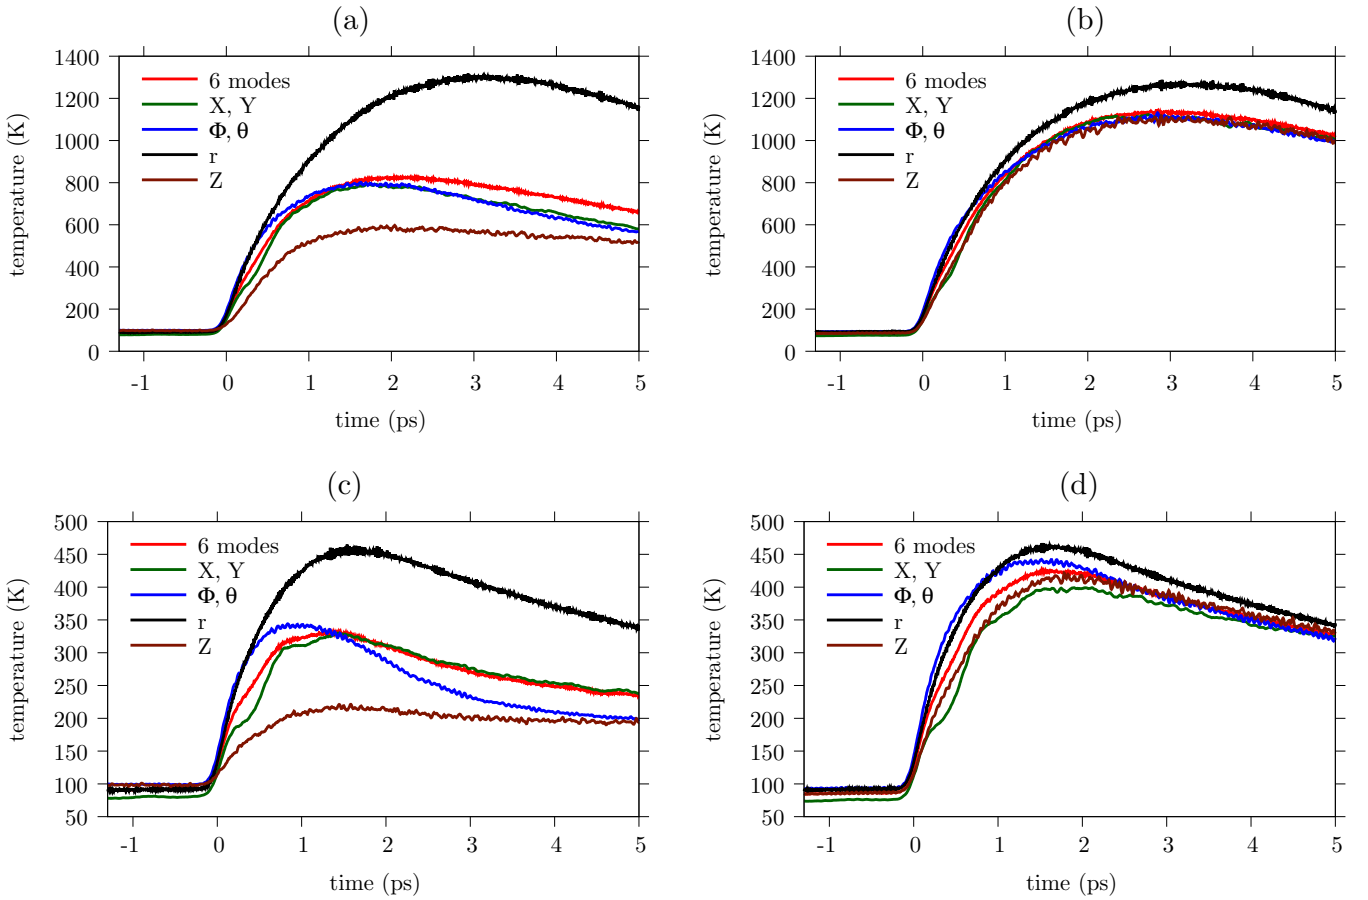 (a)
1400
1200
1000
800
600
400
200
0
temperature (K)
6 modes
X, Y
Φ, θ
r
Z
-1 0 1 2 3 4 5
time (ps)
(b)
1400
1200
1000
800
600
400
200
0
temperature (K)
6 modes
X, Y
Φ, θ
r
Z
-1 0 1 2 3 4 5
time (ps)
(c)
500
450
400
350
300
250
200
150
100
50
temperature (K)
6 modes
X, Y
Φ, θ
r
Z
-1 0 1 2 3 4 5
time (ps)
(d)
500
450
400
350
300
250
200
150
100
50
temperature (K)
6 modes
X, Y
Φ, θ
r
Z
-1 0 1 2 3 4 5
time (ps)